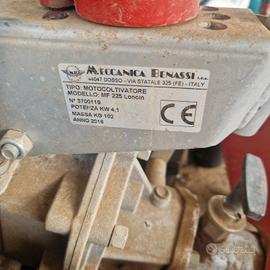 MECCANICA BENASSI s.r.l.
44047 DOSSO - VIA STATALE 325 (FE) - ITALY
TIPO: MOTOCOLTIVATORE
MODELLO: MF 225 Loncin
N° 3700119
POTENZA KW 4,1
MASSA KG 102
ANNO 2016
CE
subito